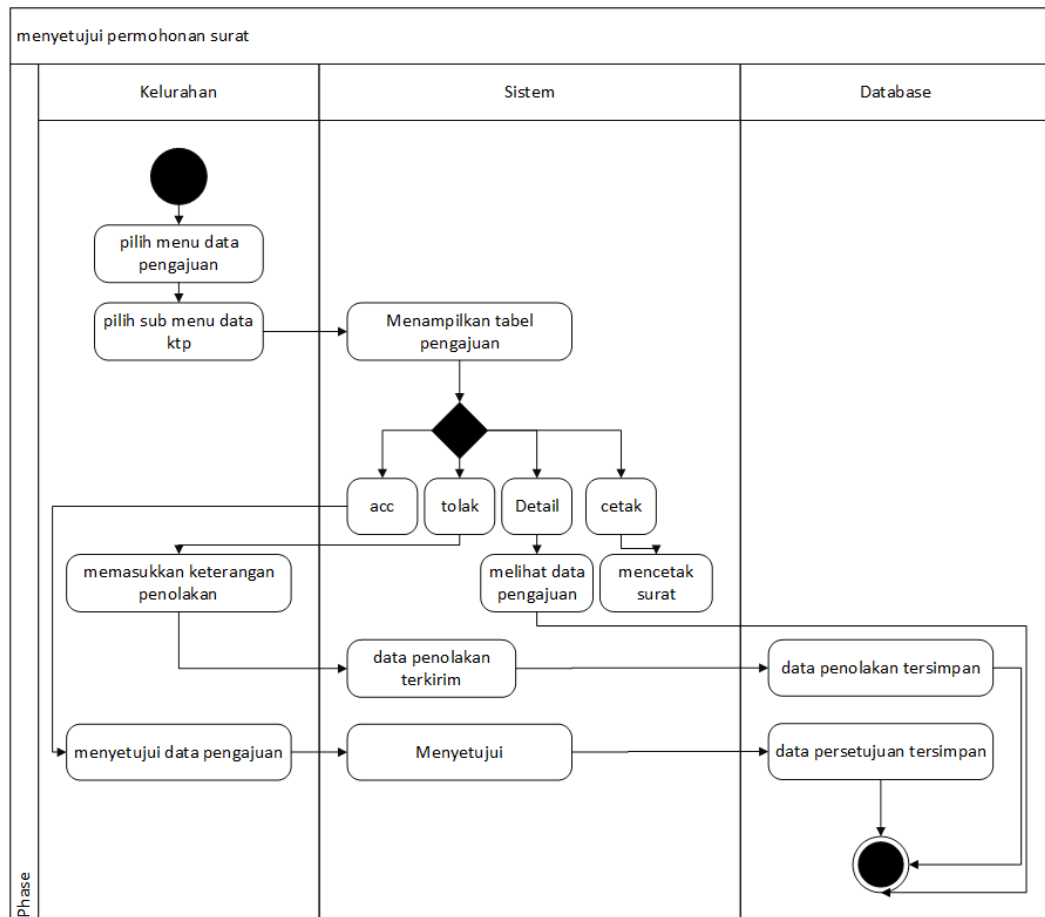 menyetujui permohonan surat
Kelurahan
Sistem
Database
pilih menu data
pengajuan
pilih sub menu data
ktp
Menampilkan tabel
pengajuan
acc
tolak
Detail
cetak
memasukkan keterangan
penolakan
melihat data
pengajuan
mencetak
surat
data penolakan
terkirim
data penolakan tersimpan
menyetujui data pengajuan
Menyetujui
data persetujuan tersimpan
Phase